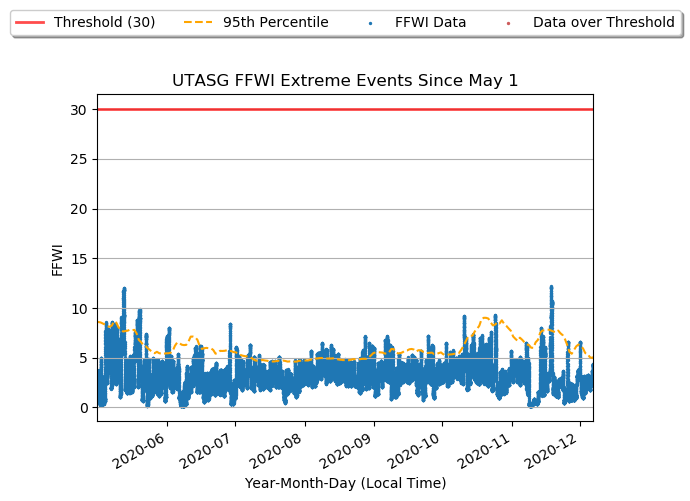 Threshold (30) 95th Percentile FFWI Data Data over Threshold
UTASG FFWI Extreme Events Since May 1
30
25
20
15
10
5
0
FFWI
2020-06 2020-07 2020-08 2020-09 2020-10 2020-11 2020-12
Year-Month-Day (Local Time)